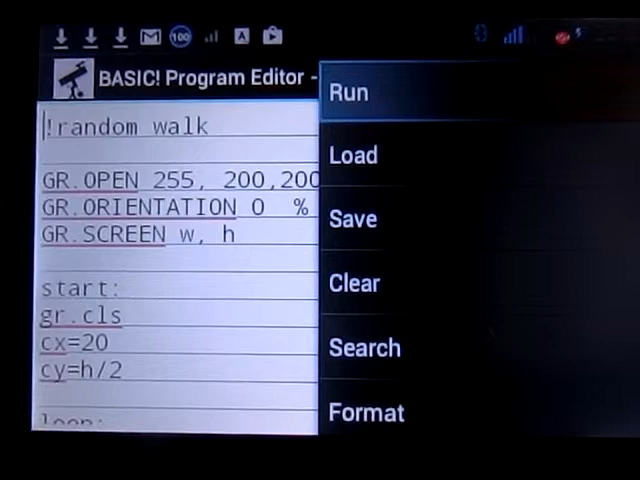 100
A
BASIC! Program Editor -
!random walk
GR.OPEN 255, 200,200
GR.ORIENTATION 0 %
GR.SCREEN w, h
start:
gr.cls
cx=20
cy=h/2
loop:
Run
Load
Save
Clear
Search
Format